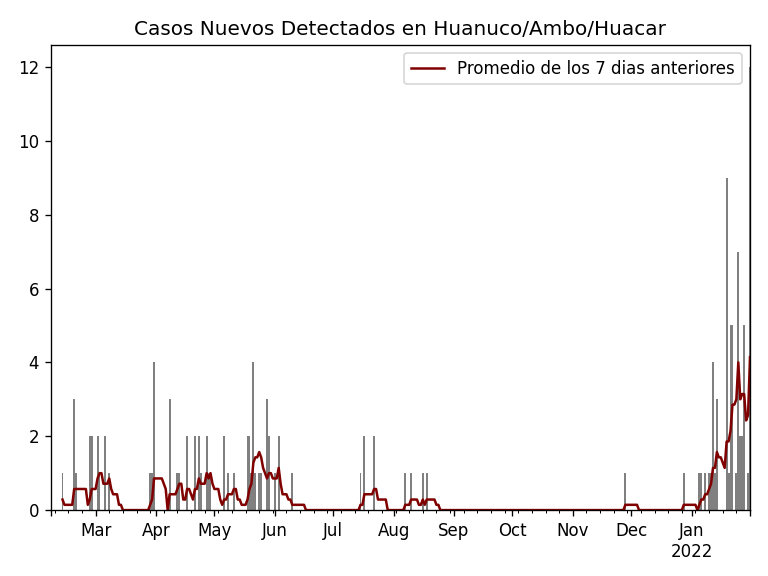 Casos Nuevos Detectados en Huanuco/Ambo/Huacar
Promedio de los 7 dias anteriores
12
10
8
6
4
2
0
Mar Apr May Jun Jul Aug Sep Oct Nov Dec Jan
2022